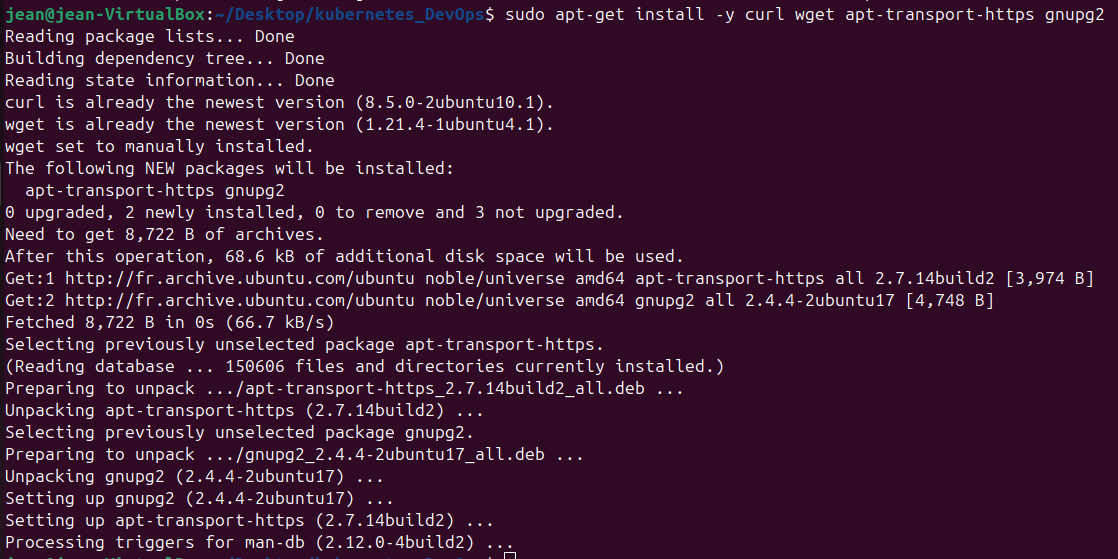 jean@jean-VirtualBox:~/Desktop/kubernetes_DevOps$ sudo apt-get install -y curl wget apt-transport-https gnupg2
Reading package lists... Done
Building dependency tree... Done
Reading state information... Done
curl is already the newest version (8.5.0-2ubuntu10.1).
wget is already the newest version (1.21.4-1ubuntu4.1).
wget set to manually installed.
The following NEW packages will be installed:
  apt-transport-https gnupg2
0 upgraded, 2 newly installed, 0 to remove and 3 not upgraded.
Need to get 8,722 B of archives.
After this operation, 68.6 kB of additional disk space will be used.
Get:1 http://fr.archive.ubuntu.com/ubuntu noble/universe amd64 apt-transport-https all 2.7.14build2 [3,974 B]
Get:2 http://fr.archive.ubuntu.com/ubuntu noble/universe amd64 gnupg2 all 2.4.4-2ubuntu17 [4,748 B]
Fetched 8,722 B in 0s (66.7 kB/s)
Selecting previously unselected package apt-transport-https.
(Reading database ... 150606 files and directories currently installed.)
Preparing to unpack .../apt-transport-https_2.7.14build2_all.deb ...
Unpacking apt-transport-https (2.7.14build2) ...
Selecting previously unselected package gnupg2.
Preparing to unpack .../gnupg2_2.4.4-2ubuntu17_all.deb ...
Unpacking gnupg2 (2.4.4-2ubuntu17) ...
Setting up gnupg2 (2.4.4-2ubuntu17) ...
Setting up apt-transport-https (2.7.14build2) ...
Processing triggers for man-db (2.12.0-4build2) ...